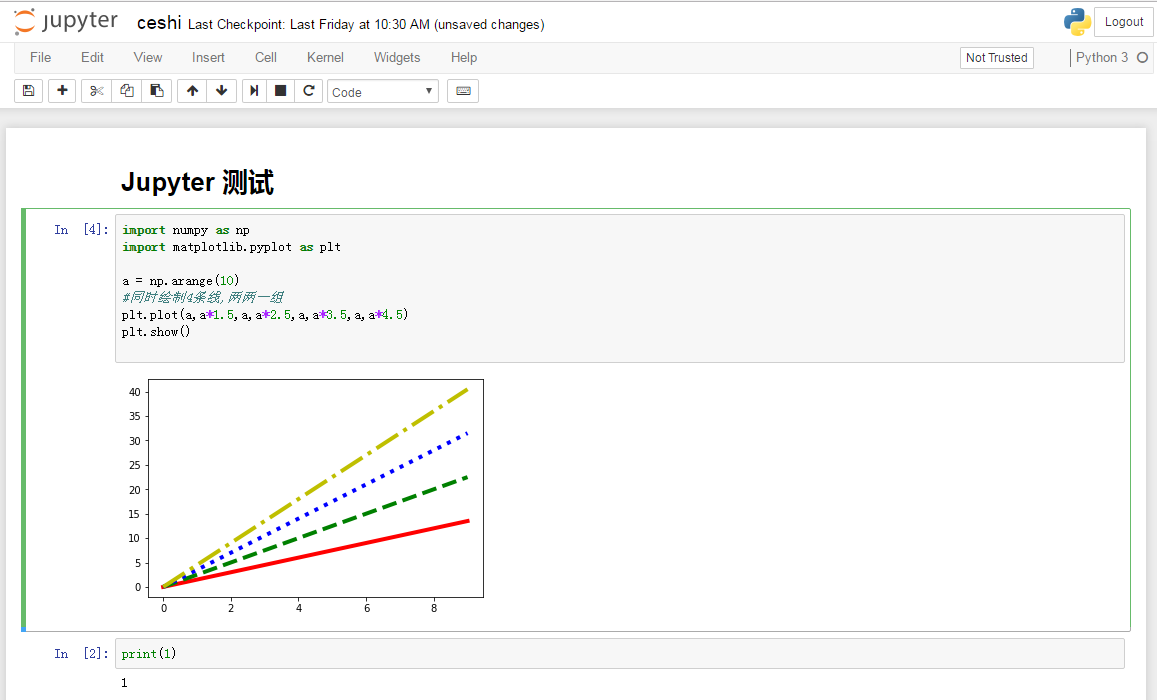 jupyter ceshi Last Checkpoint: Last Friday at 10:30 AM (unsaved changes) Logout
File Edit View Insert Cell Kernel Widgets Help Not Trusted Python 3
Code
Jupyter 测试
In [4]:
import numpy as np
import matplotlib.pyplot as plt
a = np.arange(10)
#同时绘制4条线,两两一组
plt.plot(a,a*1.5,a,a*2.5,a,a*3.5,a,a*4.5)
plt.show()
40
35
30
25
20
15
10
5
0
0 2 4 6 8
In [2]: print(1)
1